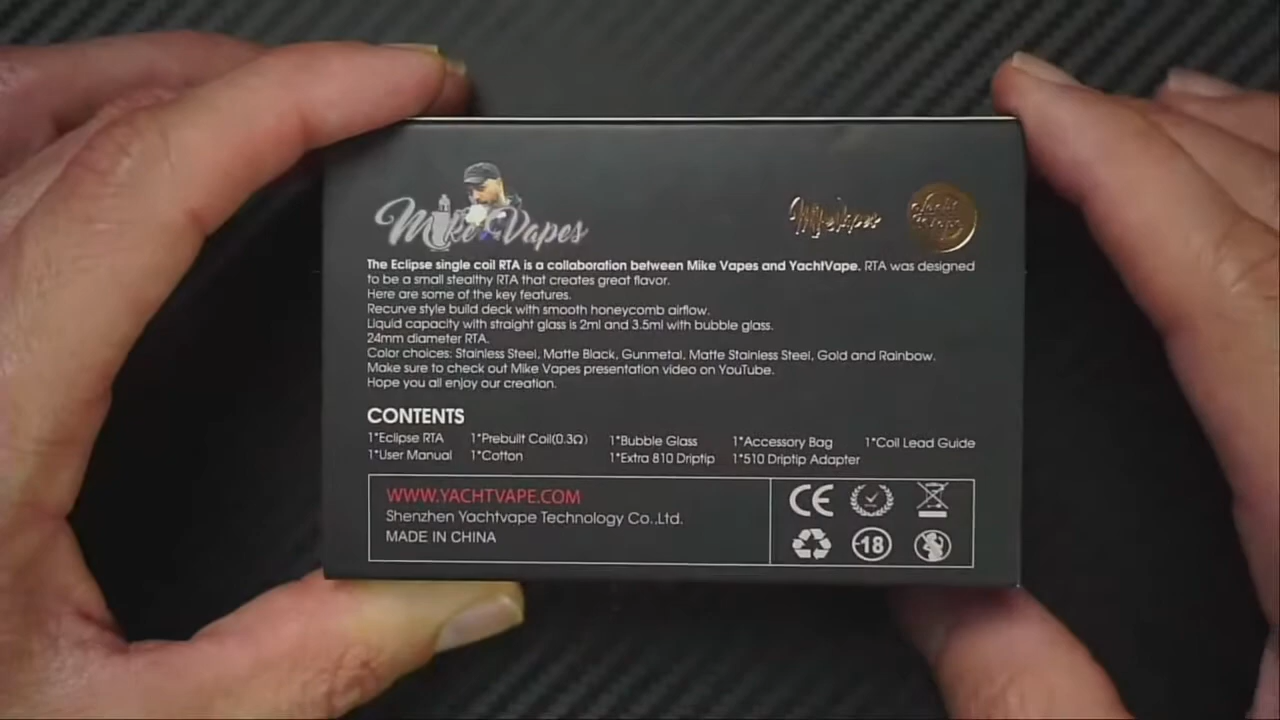 Mike Vapes
Mike Vapes
The Eclipse single coil RTA is a collaboration between Mike Vapes and YachtVape. RTA was designed
to be a small stealthy RTA that creates great flavor.
Here are some of the key features.
Recurve style build deck with smooth honeycomb airflow.
Liquid capacity with straight glass is 2ml and 3.5ml with bubble glass.
24mm diameter RTA.
Color choices: Stainless Steel, Matte Black, Gunmetal, Matte Stainless Steel, Gold and Rainbow.
Make sure to check out Mike Vapes presentation video on YouTube.
Hope you all enjoy our creation.
CONTENTS
1*Eclipse RTA 1*Prebuilt Coil(0.3Ω) 1*Bubble Glass 1*Accessory Bag 1*Coil Lead Guide
1*User Manual 1*Cotton 1*Extra 810 Driptip 1*510 Driptip Adapter
WWW.YACHTVAPE.COM
Shenzhen Yachtvape Technology Co.,Ltd.
MADE IN CHINA
CE
-18